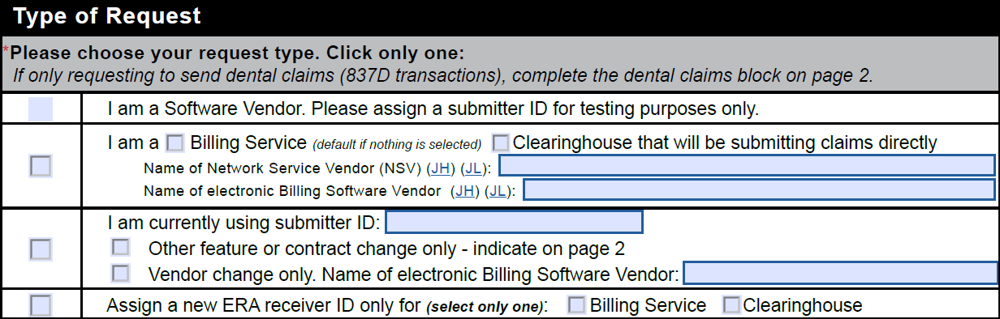 Type of Request
*Please choose your request type. Click only one:
If only requesting to send dental claims (837D transactions), complete the dental claims block on page 2.
I am a Software Vendor. Please assign a submitter ID for testing purposes only.
I am a Billing Service (default if nothing is selected) Clearinghouse that will be submitting claims directly
Name of Network Service Vendor (NSV) (JH) (JL):
Name of electronic Billing Software Vendor (JH) (JL):
I am currently using submitter ID:
Other feature or contract change only - indicate on page 2
Vendor change only. Name of electronic Billing Software Vendor:
Assign a new ERA receiver ID only for (select only one): Billing Service Clearinghouse